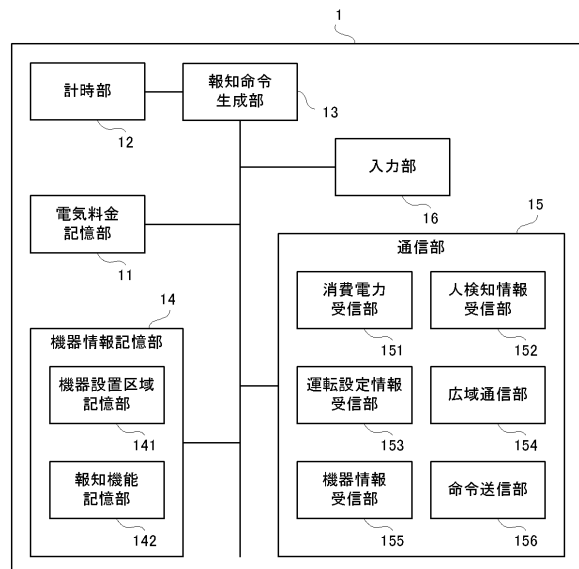 1
計時部
12
報知命令
生成部
13
入力部
16
電気料金
記憶部
11
15
通信部
消費電力
受信部
151
人検知情報
受信部
152
運転設定情報
受信部
153
広域通信部
154
機器情報
受信部
155
命令送信部
156
14
機器情報記憶部
機器設置区域
記憶部
141
報知機能
記憶部
142